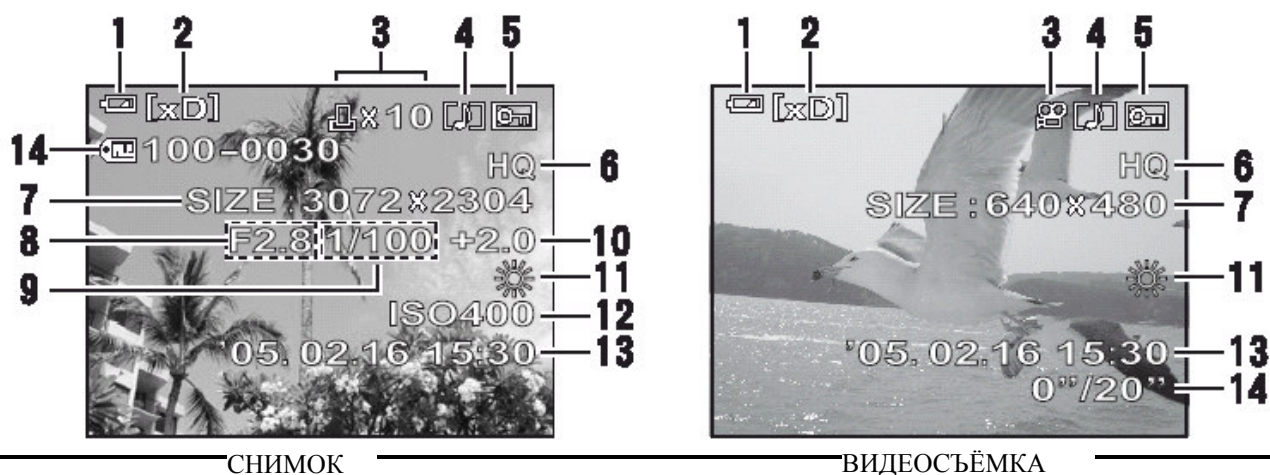 1 2 3 4 5
[xD] x10
14 100-0030
HQ 6
7 SIZE : 3072x2304
8 F2.8 1/100 +2.0 10
9 11
ISO400 12
'05. 02. 16 15:30 13
СНИМОК
1 2 3 4 5
[xD]
HQ 6
SIZE : 640x480 7
11
'05. 02. 16 15:30 13
0"/20" 14
ВИДЕОСЪЁМКА